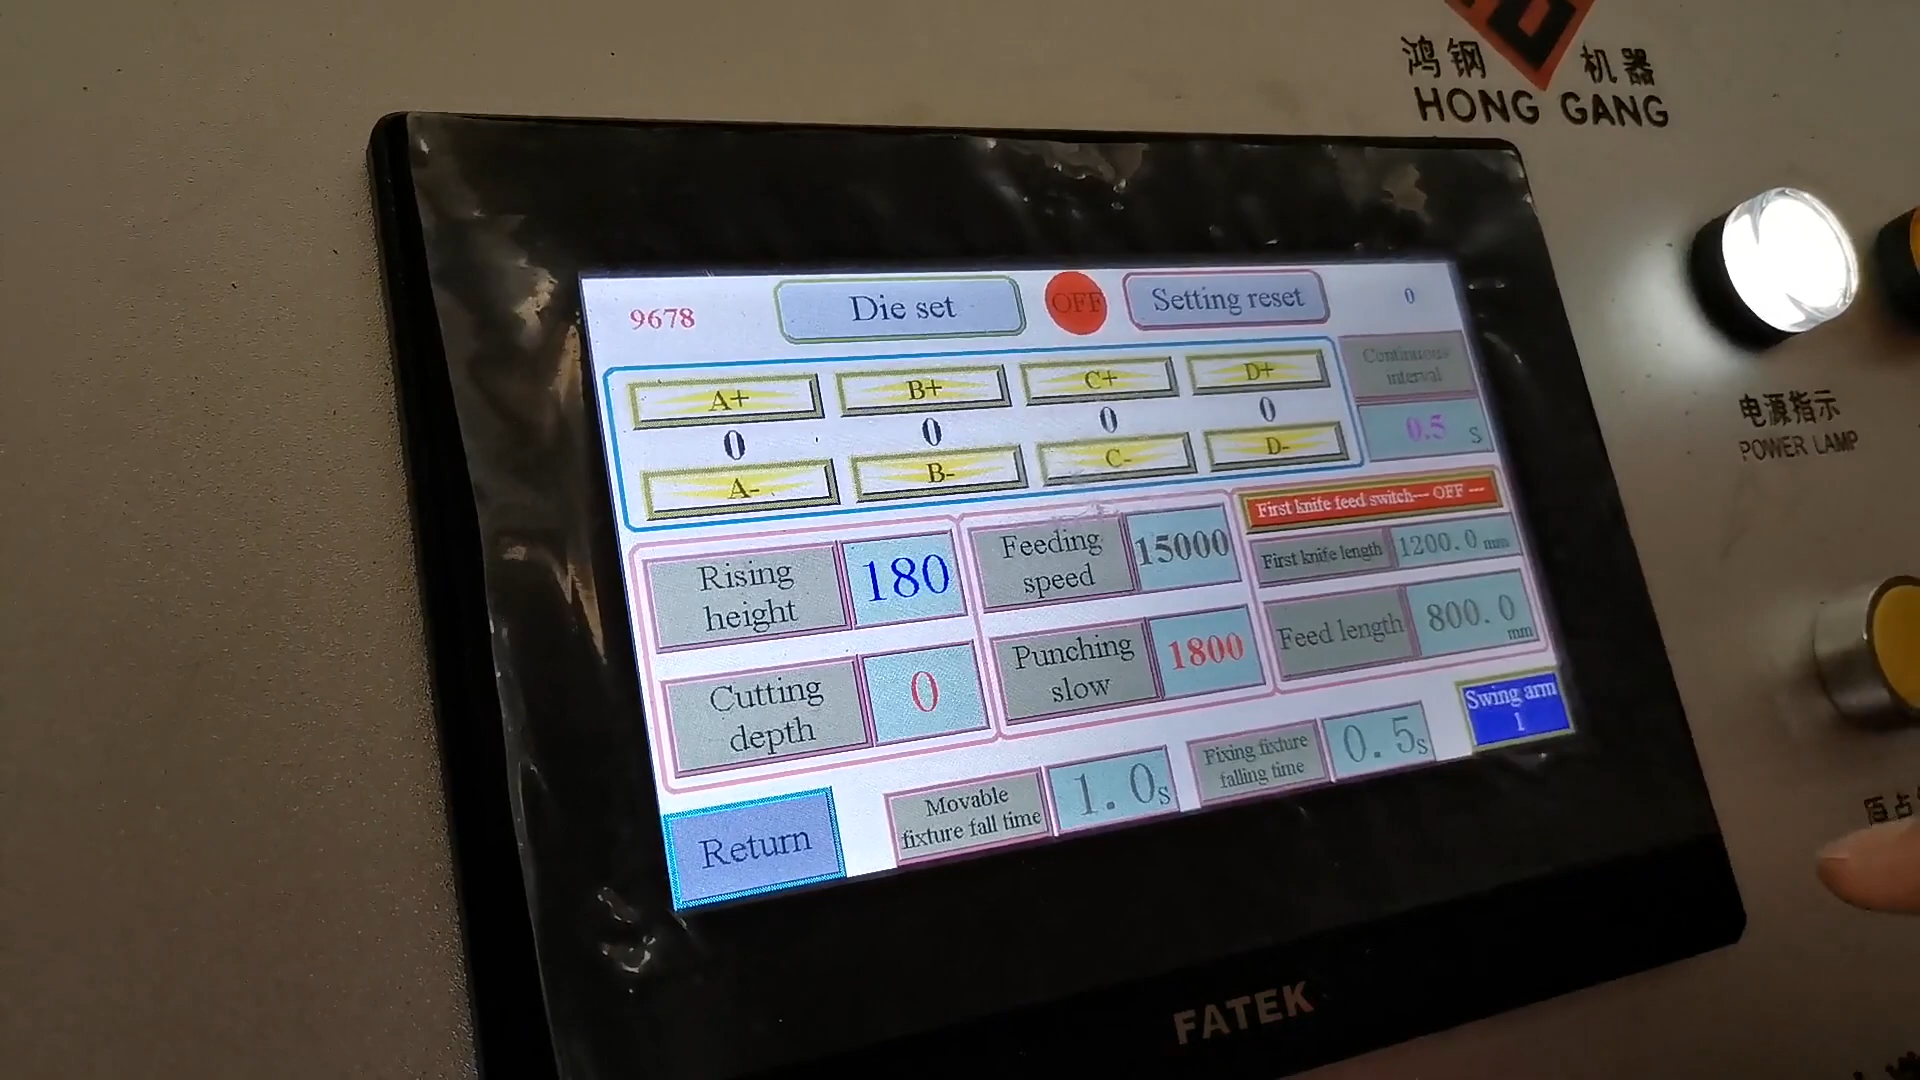 鸿钢 机器
HONG GANG
9678
Die set
OFF
Setting reset
0
A+
B+
C+
D+
0
0
0
0
A-
B-
C-
D-
Continuous
interval
0.5 s
First knife feed switch--- OFF ---
First knife length
1200.0 mm
Rising
height
180
Feeding
speed
15000
Feed length
800.0
mm
Cutting
depth
0
Punching
slow
1800
Swing arm
1
Return
Movable
fixture fall time
1.0s
Fixing fixture
falling time
0.5s
电源指示
POWER LAMP
FATEK